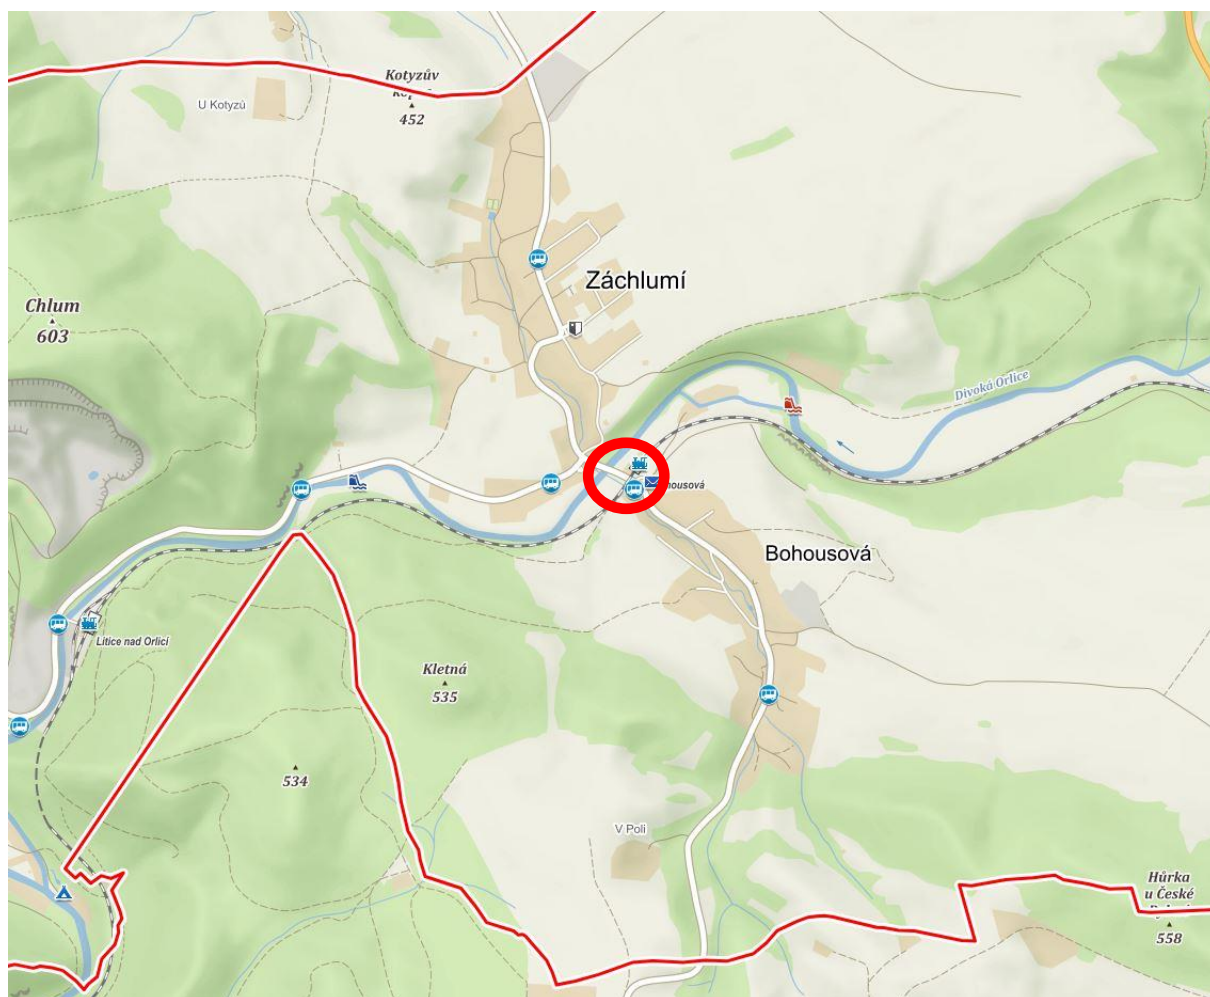 Kotyzův
452
U Kotyzů
Záchlumí
Chlum
603
Divoká Orlice
Bohousová
Litice nad Orlicí
Kletná
535
534
V Poli
Hůrka
u České
558